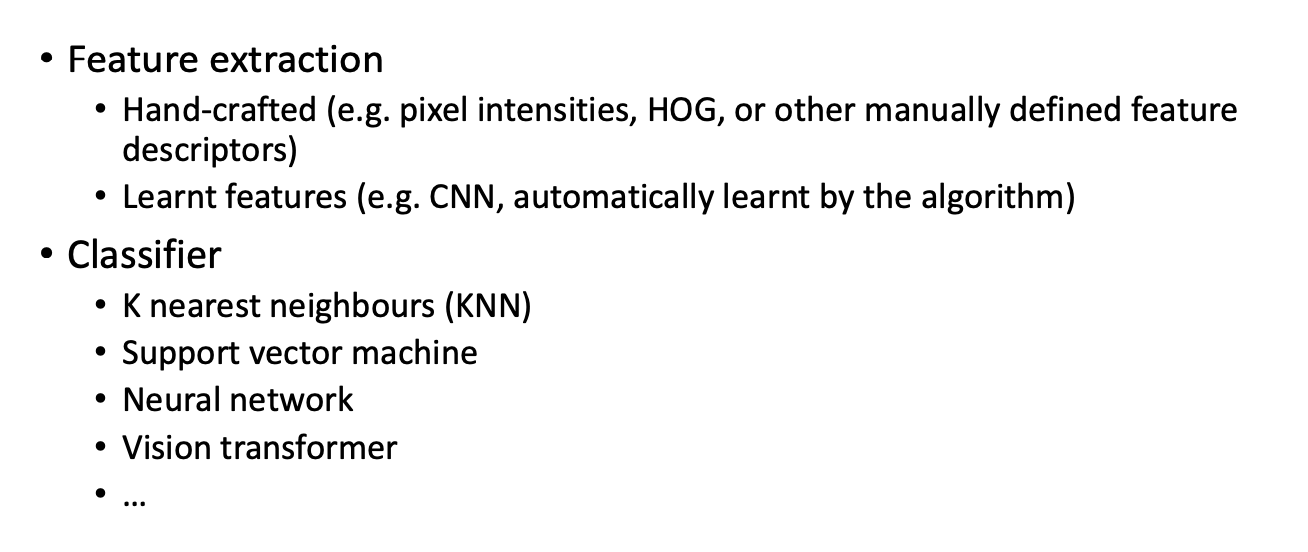 • Feature extraction
• Hand-crafted (e.g. pixel intensities, HOG, or other manually defined feature
descriptors)
• Learnt features (e.g. CNN, automatically learnt by the algorithm)
• Classifier
• K nearest neighbours (KNN)
• Support vector machine
• Neural network
• Vision transformer
• ...